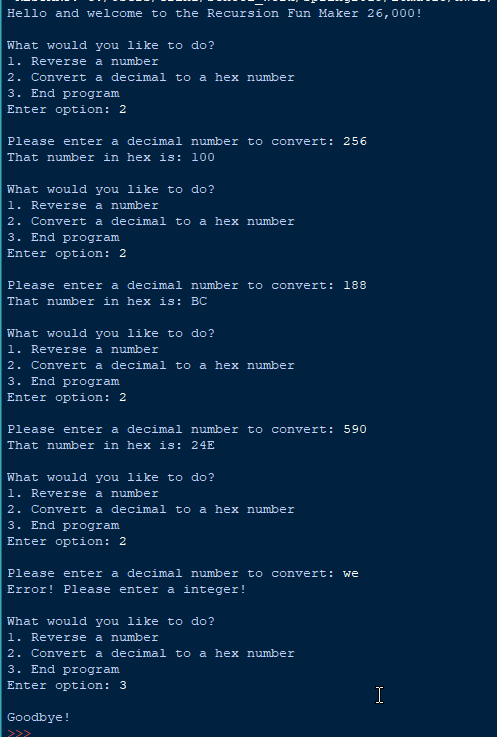 Hello and welcome to the Recursion Fun Maker 26,000!
What would you like to do?
1. Reverse a number
2. Convert a decimal to a hex number
3. End program
Enter option: 2
Please enter a decimal number to convert: 256
That number in hex is: 100
What would you like to do?
1. Reverse a number
2. Convert a decimal to a hex number
3. End program
Enter option: 2
Please enter a decimal number to convert: 188
That number in hex is: BC
What would you like to do?
1. Reverse a number
2. Convert a decimal to a hex number
3. End program
Enter option: 2
Please enter a decimal number to convert: 590
That number in hex is: 24E
What would you like to do?
1. Reverse a number
2. Convert a decimal to a hex number
3. End program
Enter option: 2
Please enter a decimal number to convert: we
Error! Please enter a integer!
What would you like to do?
1. Reverse a number
2. Convert a decimal to a hex number
3. End program
Enter option: 3
Goodbye!
>>>